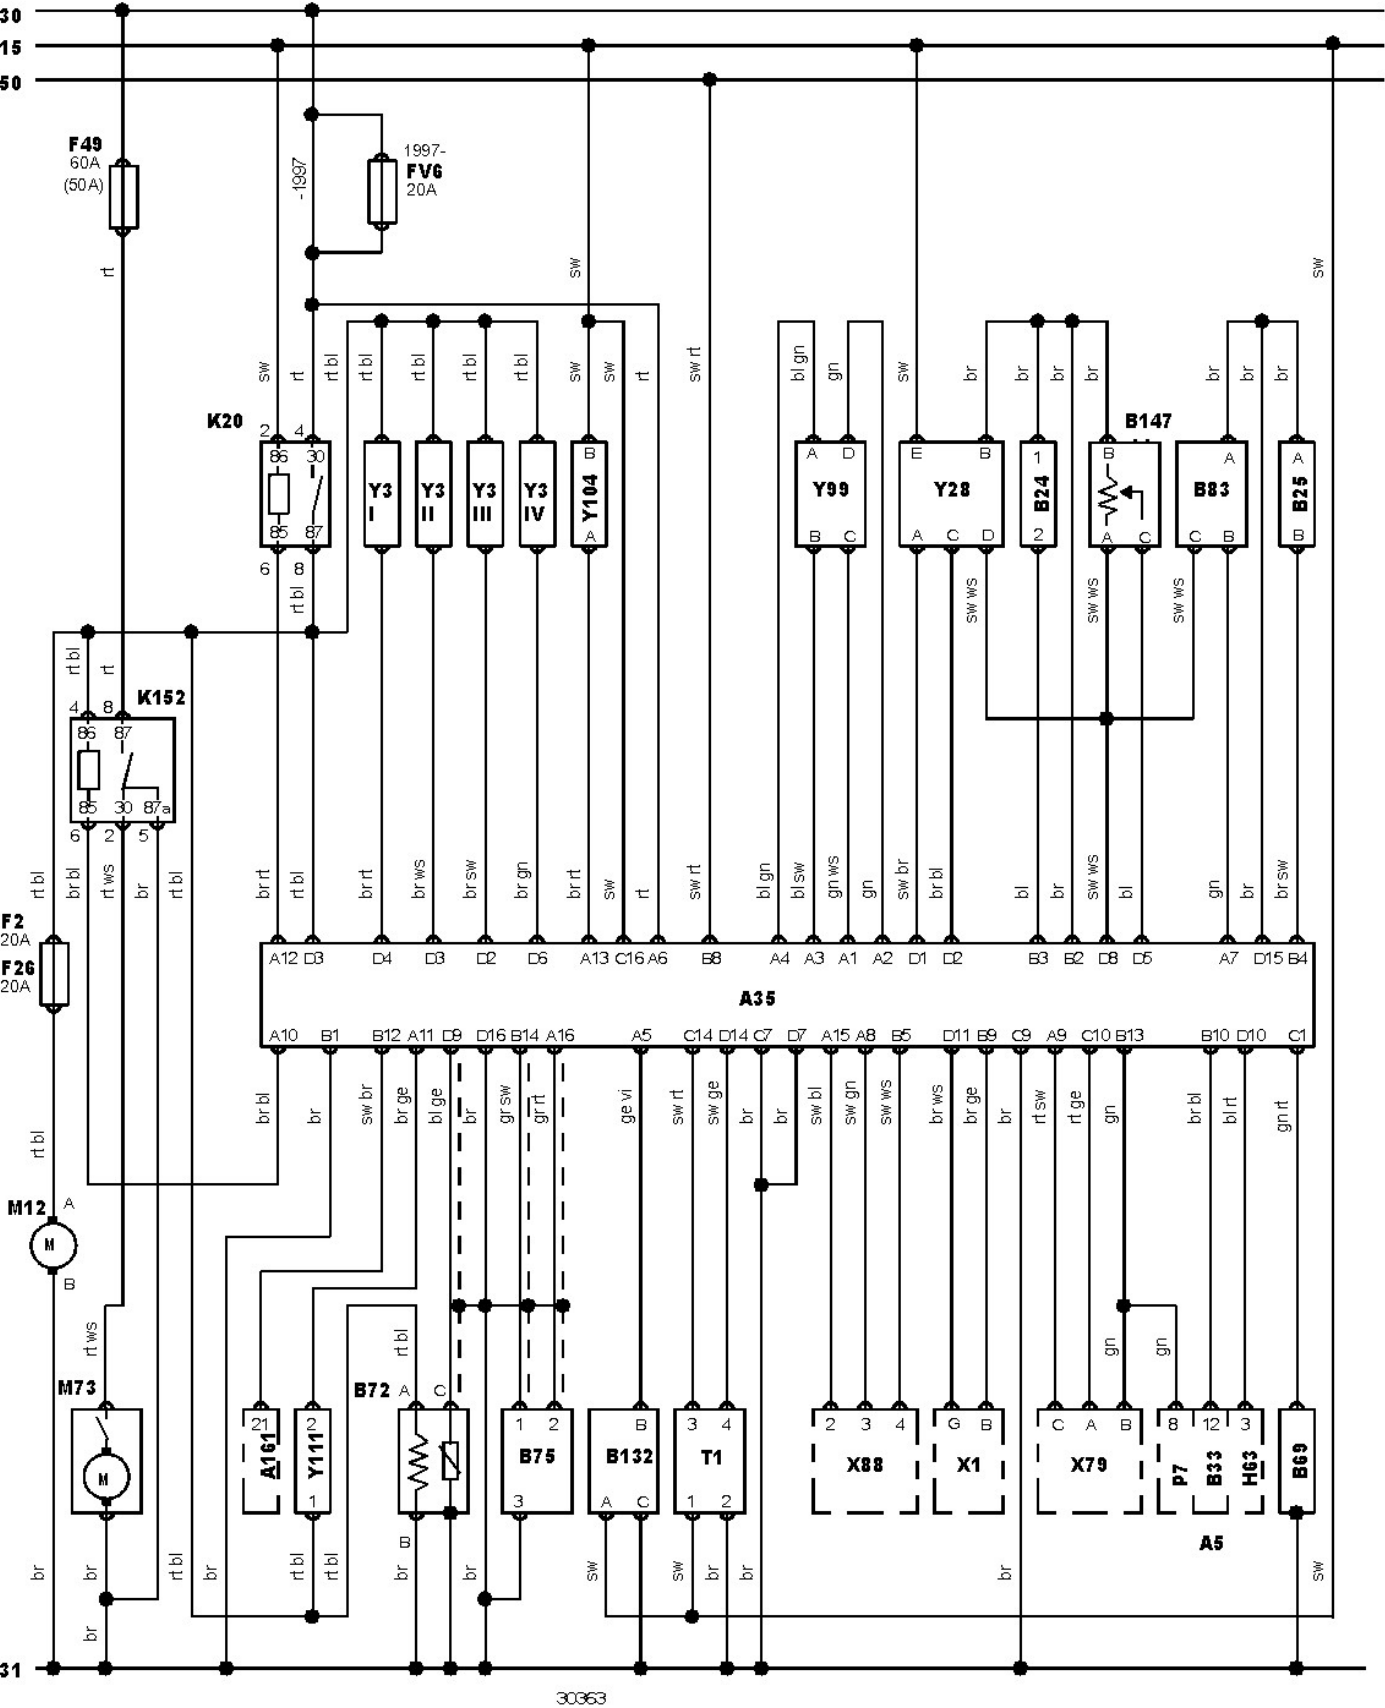 30
15
50
F49
60A
(50A)
-1997
1997-
FV6
20A
rt
sw
sw
sw rt
sw
rt
rt bl
rt bl
rt bl
rt bl
rt bl
sw
sw
rt
bl gn
gn
sw
br
br
br
br
br
br
br
K20
2 4
86 30
85 87
6 8
Y3
I
Y3
II
Y3
III
Y3
IV
B
Y104
A
A D
Y99
B C
E B
Y28
A C D
1
B24
2
B147
B
A C
A
B83
C B
A
B25
B
rt bl
sw ws
sw ws
sw ws
rt bl
rt
K152
4 8
86 87
85 30 87a
6 2 5
rt bl
br bl
rt ws
br
rt bl
br rt
rt bl
br rt
br ws
br sw
br gn
br rt
sw
rt
sw rt
bl gn
bl sw
gn ws
gn
sw br
br bl
bl
br
sw ws
bl
gn
br
br sw
F2
20A
F26
20A
A12 D3 D4 D3 D2 D6 A13 C16 A6 B8 A4 A3 A1 A2 D1 D2 B3 B2 D8 D5 A7 D15 B4
A35
A10 B1 B12 A11 D9 D16 B14 A16 A5 C14 D14 C7 D7 A15 A8 B5 D11 B9 C9 A9 C10 B13 B10 D10 C1
rt bl
br bl
br
sw br
br ge
bl ge
br
gr sw
gr rt
ge vi
sw rt
sw ge
br
br
sw bl
sw gn
sw ws
br ws
br ge
br
rt sw
rt ge
gn
br bl
bl rt
gn rt
M12
A
M
B
rt ws
rt bl
gn
gn
M73
M
21
A161
2
Y111
1
B72
A C
B
1 2
B75
3
B
B132
A C
3 4
T1
1 2
2 3 4
X88
G B
X1
C A B
X79
8 12 3
P7
B33
H63
A5
B69
br
br
rt bl
br
rt bl
rt bl
br
br
sw
sw
br
br
br
sw
br
31
30363